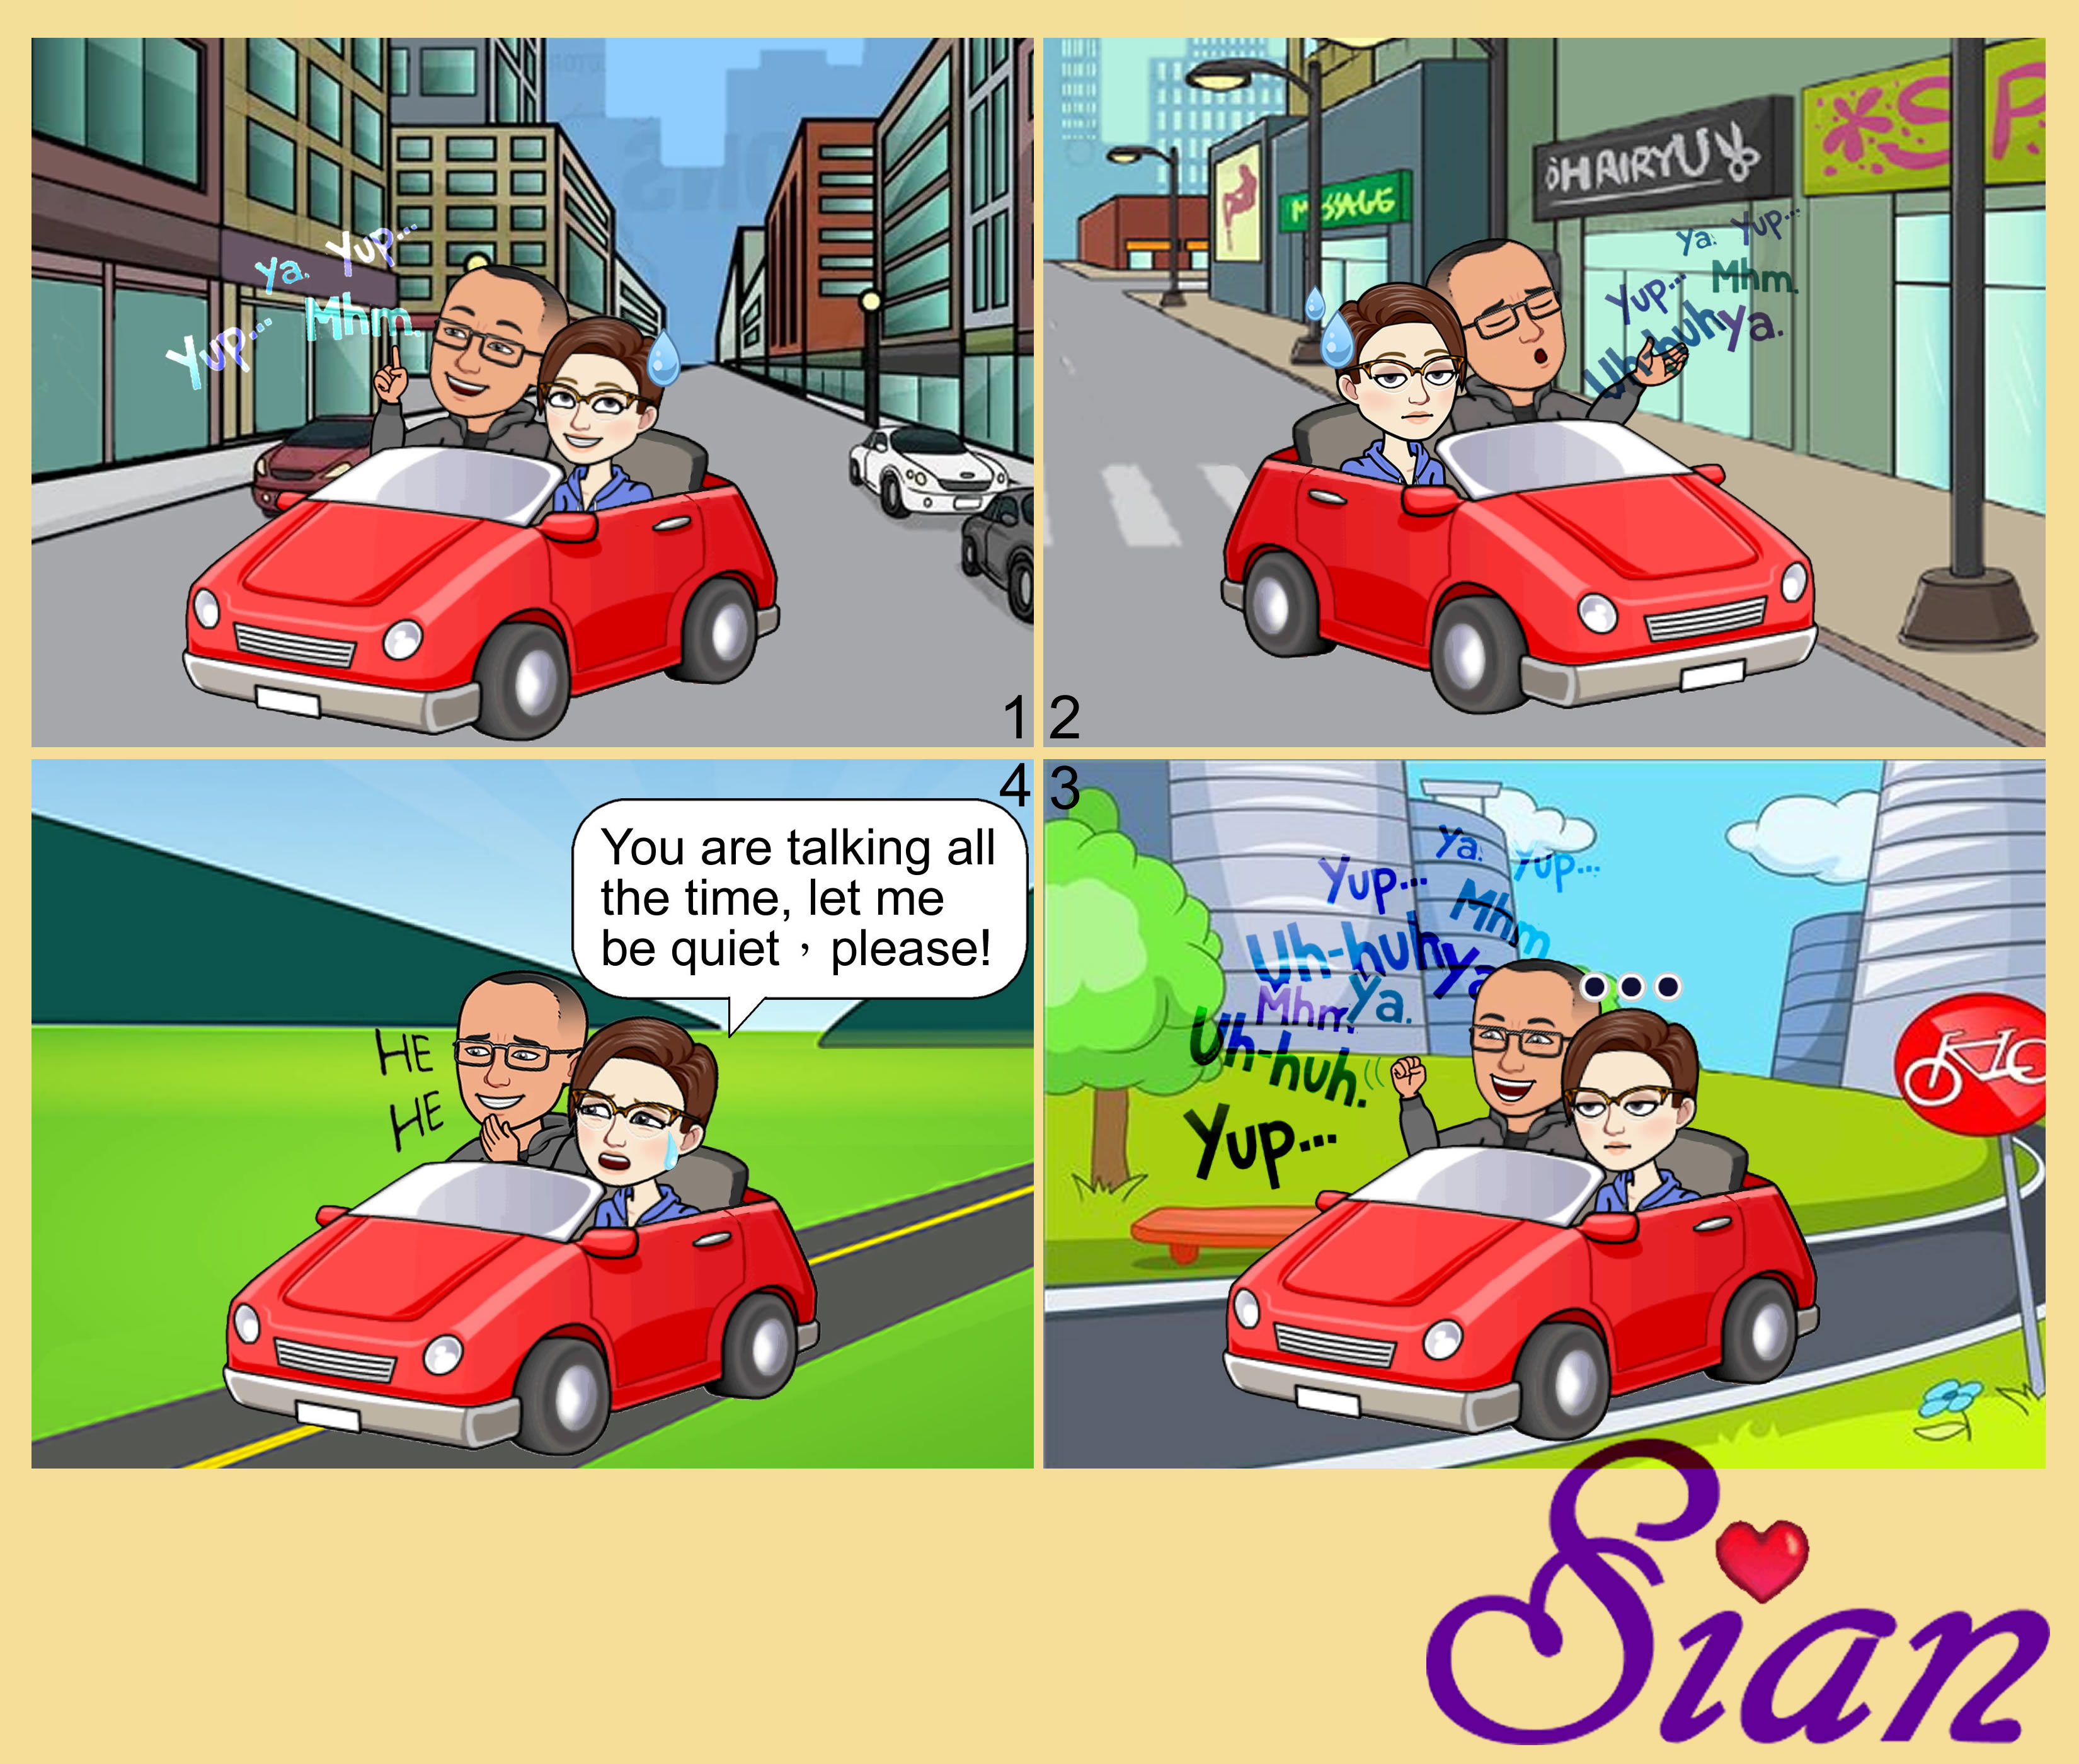 Yup...
Ya.
Mhm.
Yup...
1
HAIRYU
SP
MASSAGE
Ya. Yup...
Mhm.
Yup...
Uh-huh
Ya.
2
3
Ya.
Yup...
Yup...
Mhm
Uh-huh
Ya
Mhm.
Ya.
Uh-huh.
Yup...
4
You are talking all
the time, let me
be quiet，please!
HE
HE
Sian